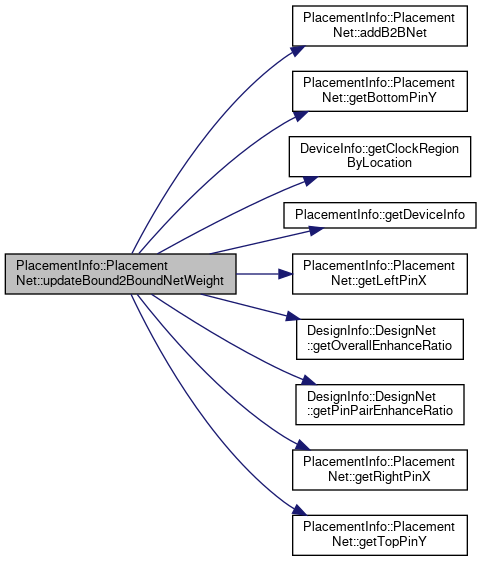 PlacementInfo::Placement
Net::addB2BNet
PlacementInfo::Placement
Net::getBottomPinY
DeviceInfo::getClockRegion
ByLocation
PlacementInfo::getDeviceInfo
PlacementInfo::Placement
Net::updateBound2BoundNetWeight
PlacementInfo::Placement
Net::getLeftPinX
DesignInfo::DesignNet
::getOverallEnhanceRatio
DesignInfo::DesignNet
::getPinPairEnhanceRatio
PlacementInfo::Placement
Net::getRightPinX
PlacementInfo::Placement
Net::getTopPinY